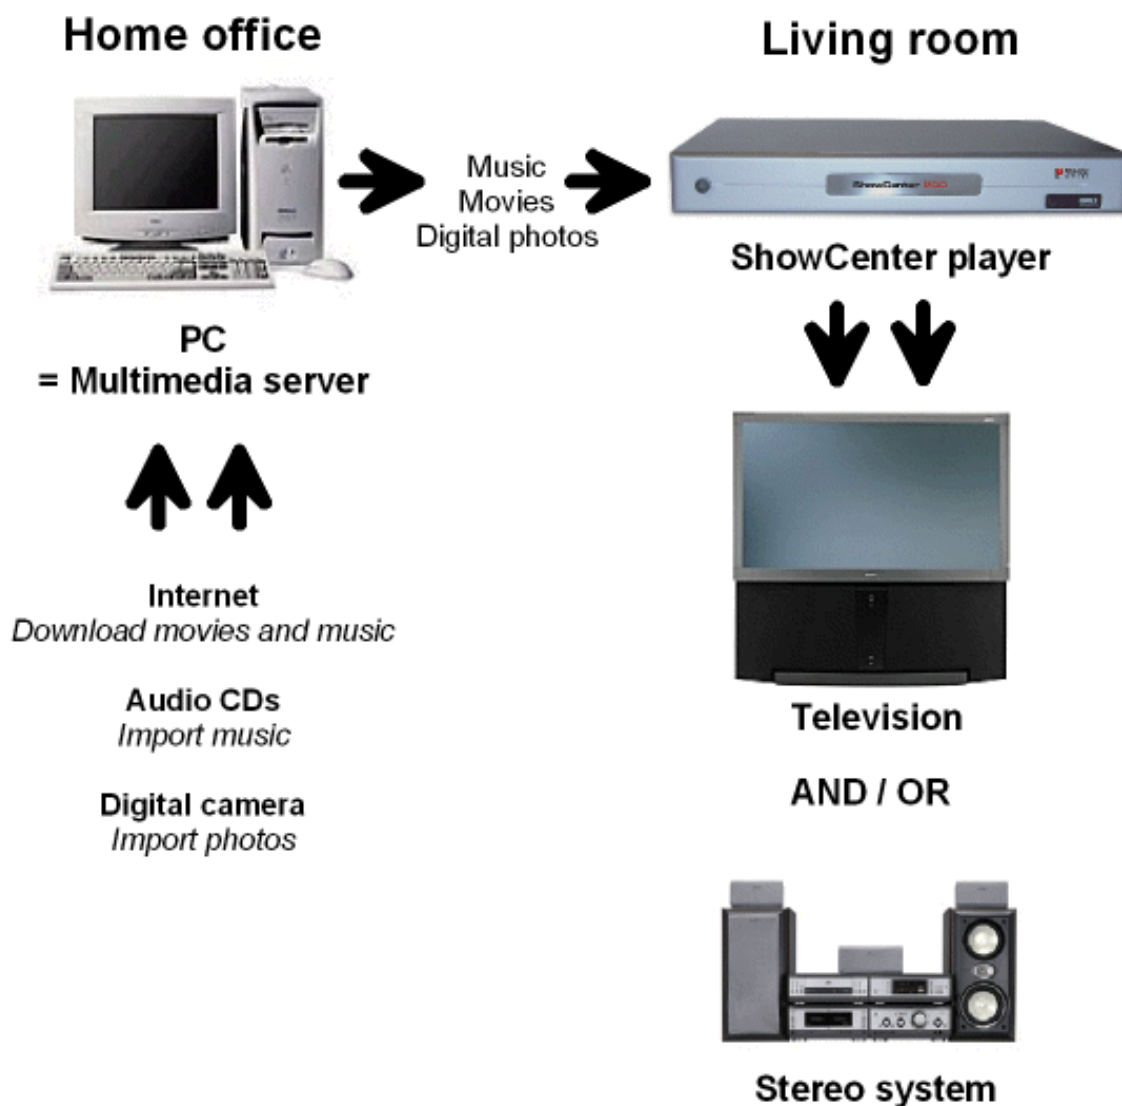 Home office
Living room
Music
Movies
Digital photos
ShowCenter
ShowCenter player
PC
= Multimedia server
Internet
Download movies and music
Audio CDs
Import music
Digital camera
Import photos
Television
AND / OR
Stereo system